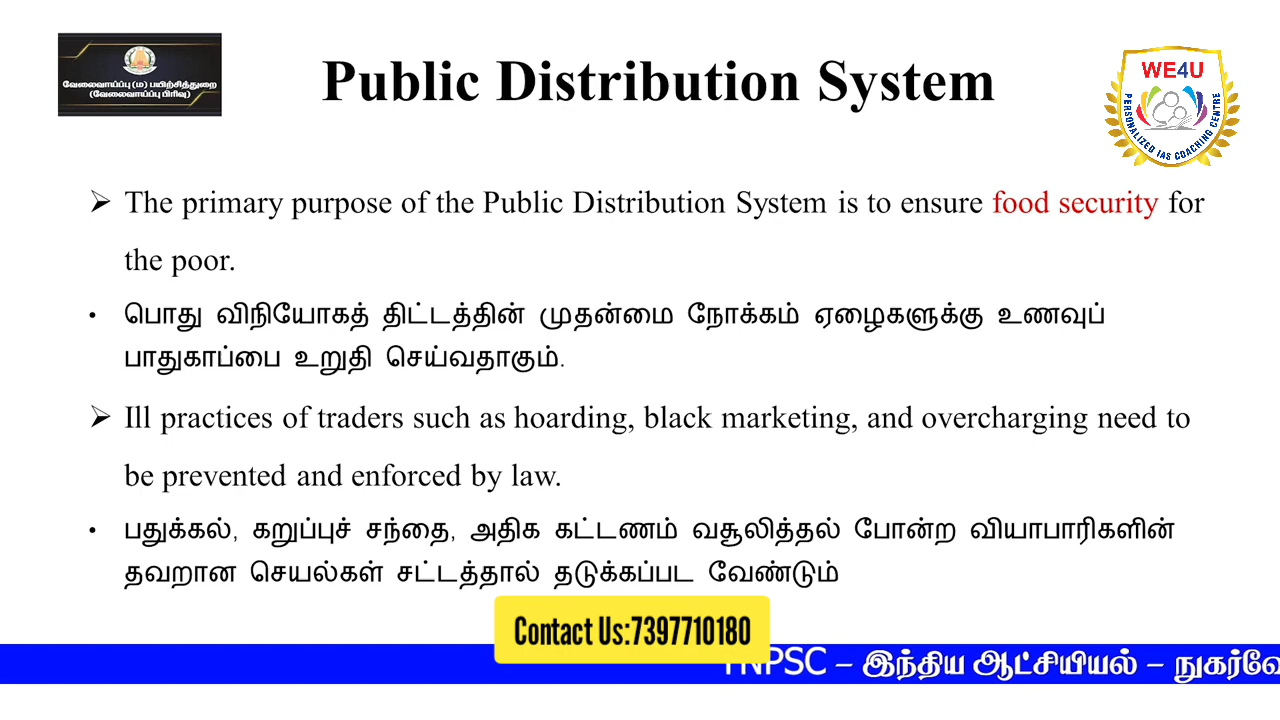 வேலைவாய்ப்பு (ம) பயிற்சித்துறை
(வேலைவாய்ப்பு பிரிவு)
Public Distribution System
WE4U
PERSONALIZED IAS COACHING CENTRE
➢ The primary purpose of the Public Distribution System is to ensure food security for
the poor.
• பொது விநியோகத் திட்டத்தின் முதன்மை நோக்கம் ஏழைகளுக்கு உணவுப்
பாதுகாப்பை உறுதி செய்வதாகும்.
➢ Ill practices of traders such as hoarding, black marketing, and overcharging need to
be prevented and enforced by law.
• பதுக்கல், கறுப்புச் சந்தை, அதிக கட்டணம் வசூலித்தல் போன்ற வியாபாரிகளின்
தவறான செயல்கள் சட்டத்தால் தடுக்கப்பட வேண்டும்
Contact Us:7397710180
TNPSC – இந்திய ஆட்சியியல் – நுகர்வே